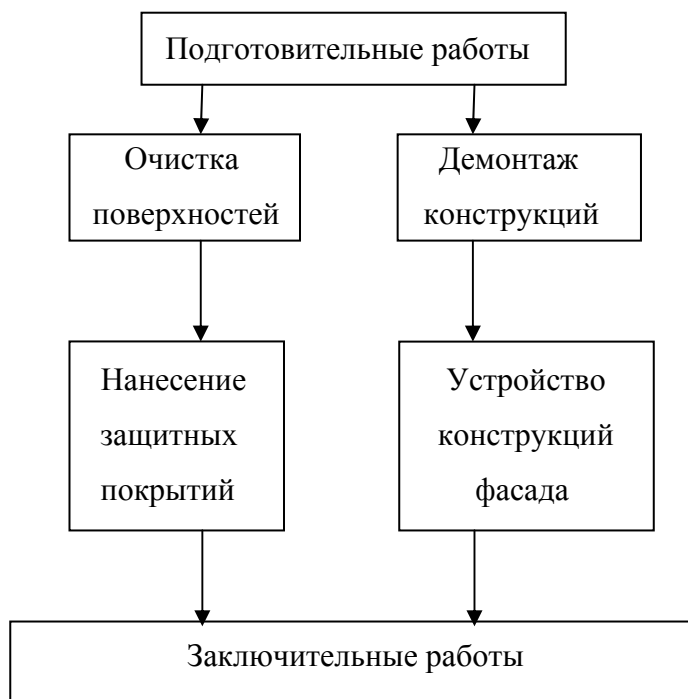 Подготовительные работы
Очистка
поверхностей
Демонтаж
конструкций
Нанесение
защитных
покрытий
Устройство
конструкций
фасада
Заключительные работы